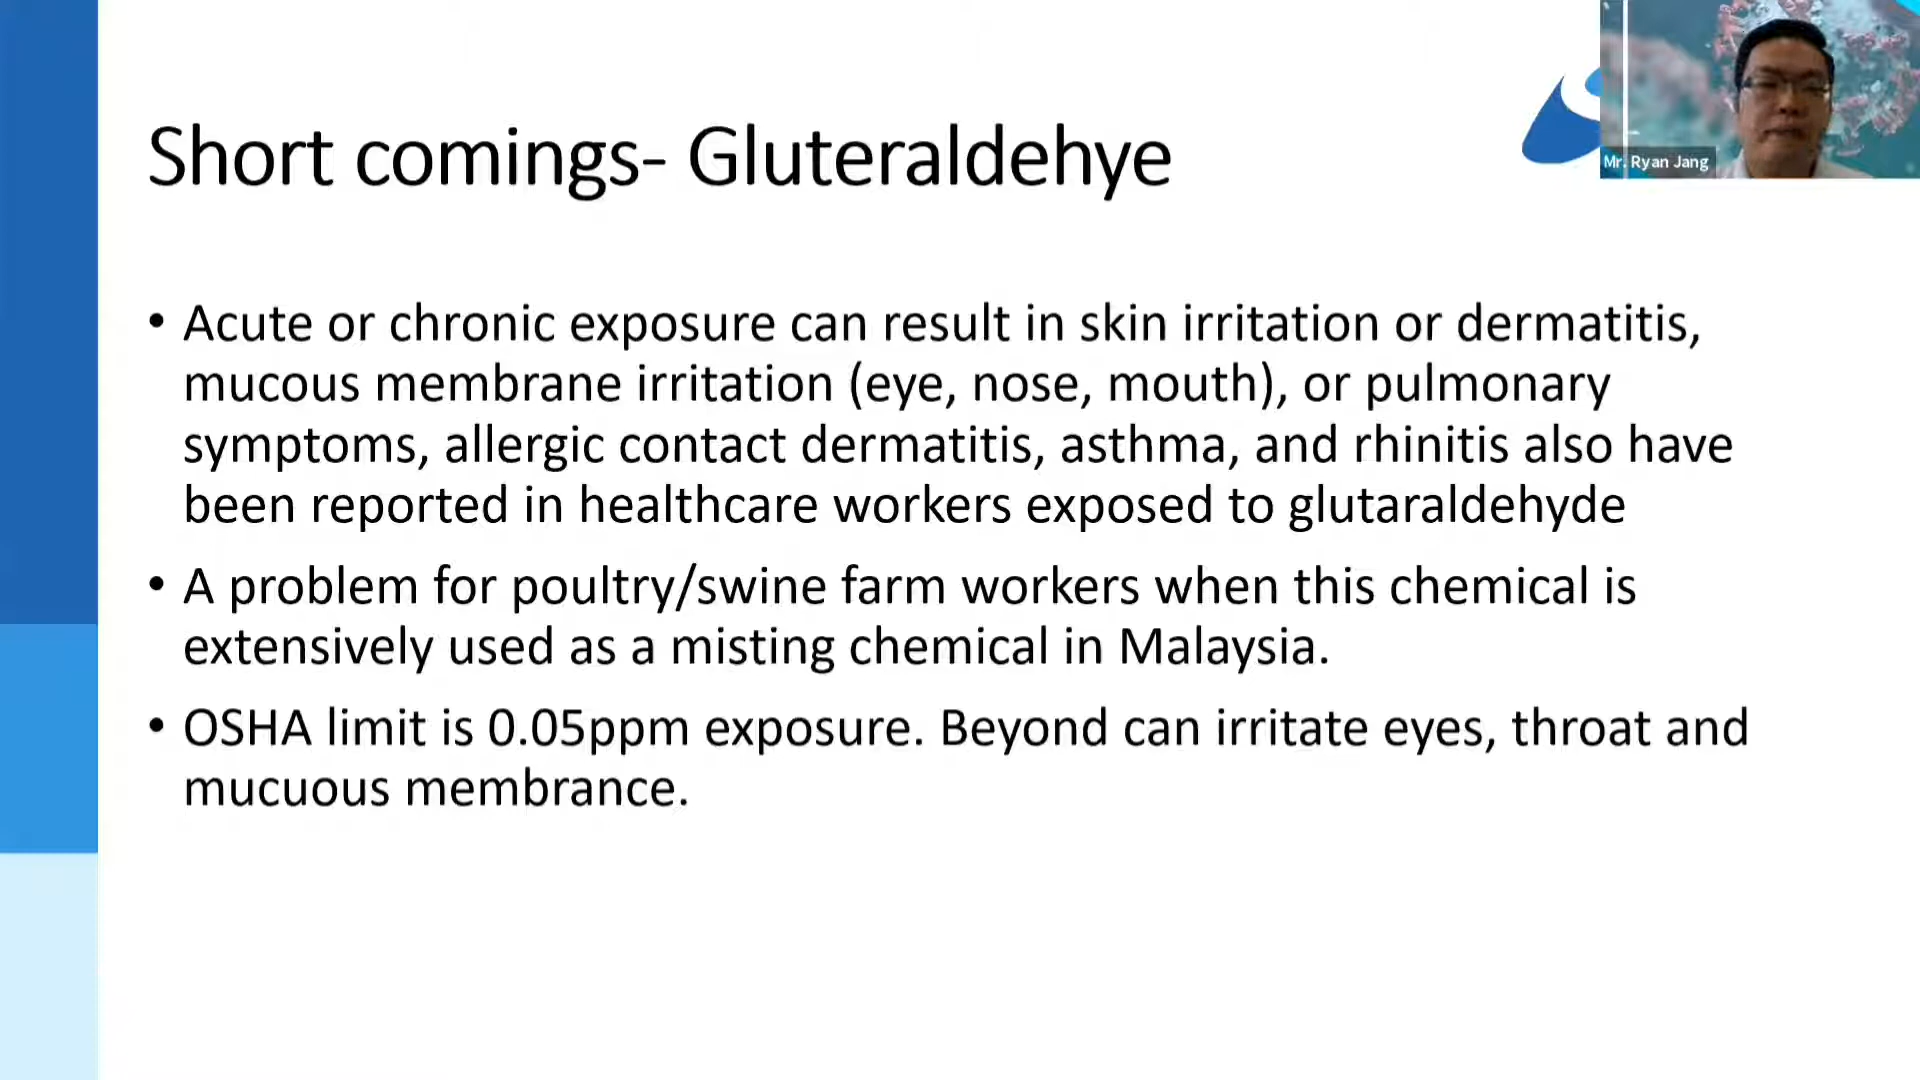 Short comings- Gluteraldehye
Mr. Ryan Jang
• Acute or chronic exposure can result in skin irritation or dermatitis,
mucous membrane irritation (eye, nose, mouth), or pulmonary
symptoms, allergic contact dermatitis, asthma, and rhinitis also have
been reported in healthcare workers exposed to glutaraldehyde
• A problem for poultry/swine farm workers when this chemical is
extensively used as a misting chemical in Malaysia.
• OSHA limit is 0.05ppm exposure. Beyond can irritate eyes, throat and
mucuous membrance.